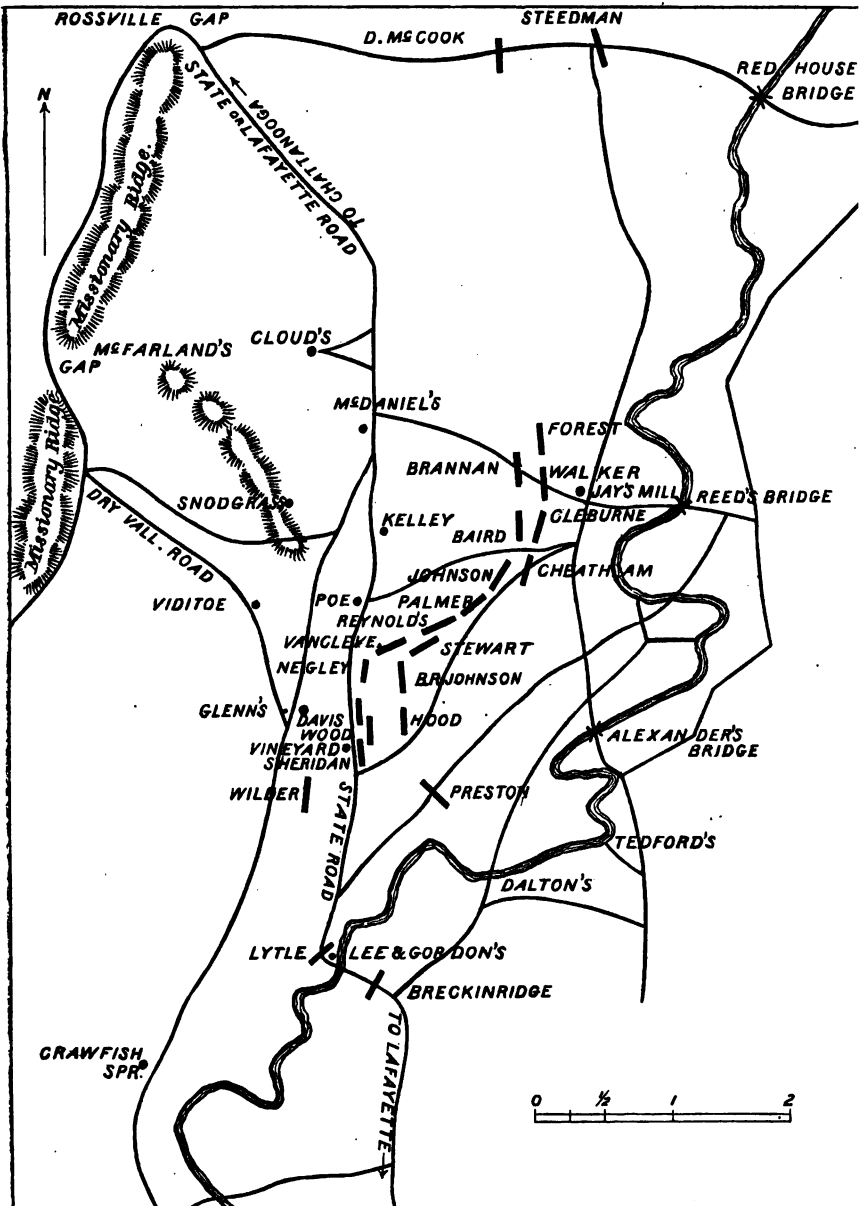 ROSSVILLE GAP
STEEDMAN
D. McCOOK
RED HOUSE
BRIDGE
N
STATE OR LAFAYETTE ROAD
TO CHATTANOOGA
Missionary Ridge.
CLOUD'S
McFARLAND'S
GAP
McDANIEL'S
Missionary Ridge
FOREST
BRANNAN
WALKER
JAY'S MILL
REED'S BRIDGE
SNODGRASS
KELLEY
CLEBURNE
BAIRD
DRY VALL. ROAD
JOHNSON
CHEATHAM
VIDITOE
POE
PALMER
REYNOLD'S
VANCLEVE
STEWART
NEGLEY
B.R.JOHNSON
GLENN'S
DAVIS
HOOD
WOOD
ALEXANDER'S
BRIDGE
VINEYARD
SHERIDAN
WILDER
PRESTON
STATE ROAD
TEDFORD'S
DALTON'S
LYTLE
LEE & GORDON'S
BRECKINRIDGE
TO LAFAYETTE
CRAWFISH
SPR.
0 ½ 1 2